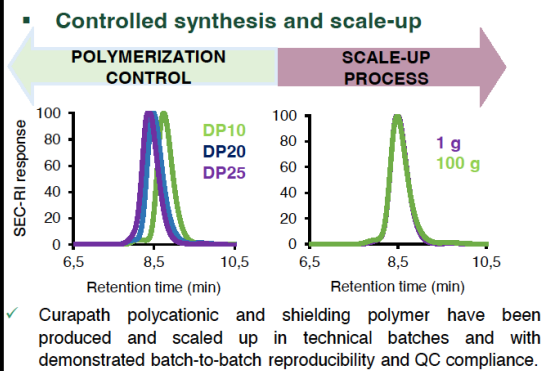 ▪ Controlled synthesis and scale-up
POLYMERIZATION CONTROL
SCALE-UP PROCESS
SEC-RI response
100
80
60
40
20
0
6,5 8,5 10,5
Retention time (min)
DP10
DP20
DP25
100
80
60
40
20
0
6,5 8,5 10,5
Retention time (min)
1 g
100 g
✓ Curapath polycationic and shielding polymer have been
produced and scaled up in technical batches and with
demonstrated batch-to-batch reproducibility and QC compliance.